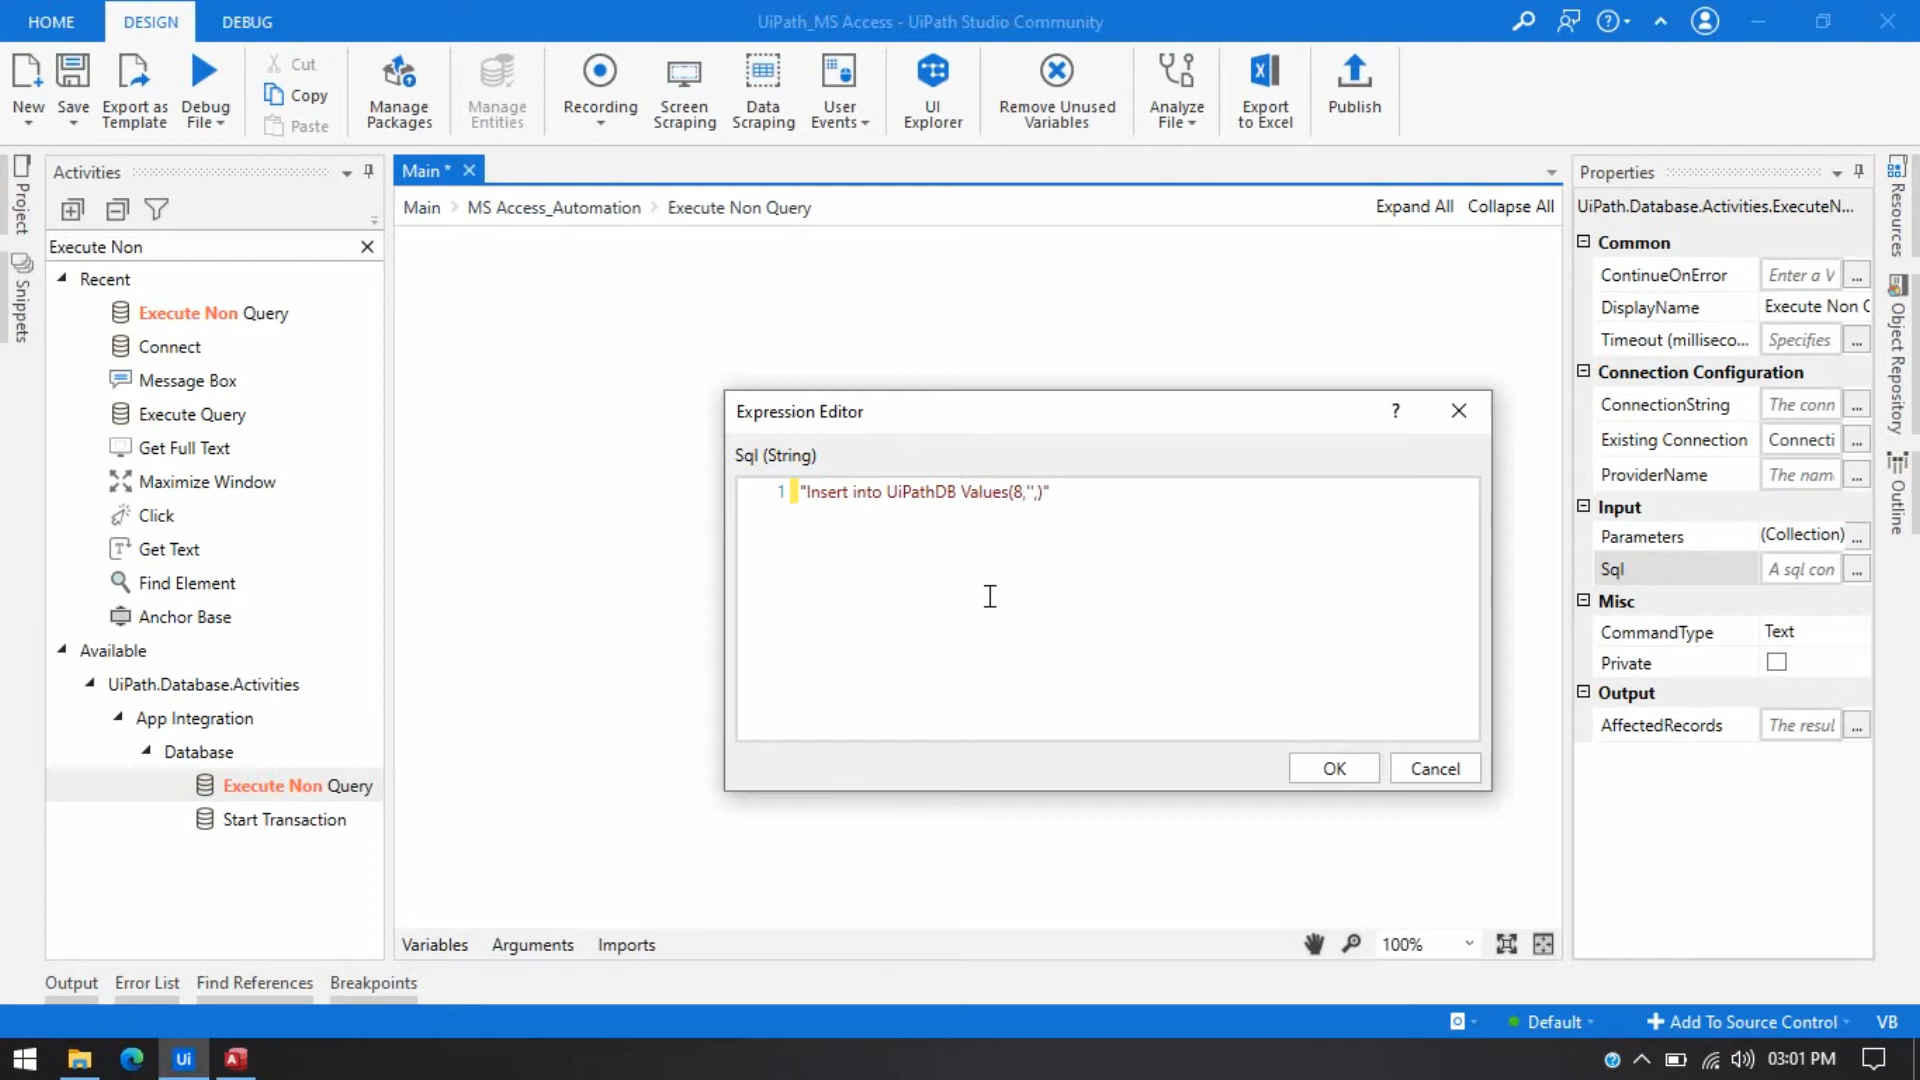 HOME DESIGN DEBUG
UiPath_MS Access - UiPath Studio Community
New
Save
Export as
Template
Debug
File
Cut
Copy
Paste
Manage
Packages
Manage
Entities
Recording
Screen
Scraping
Data
Scraping
User
Events
UI
Explorer
Remove Unused
Variables
Analyze
File
Export
to Excel
Publish
Project
Snippets
Activities
Execute Non
Recent
Execute Non Query
Connect
Message Box
Execute Query
Get Full Text
Maximize Window
Click
Get Text
Find Element
Anchor Base
Available
UiPath.Database.Activities
App Integration
Database
Execute Non Query
Start Transaction
Main *
Main > MS Access_Automation > Execute Non Query
Expand All Collapse All
Expression Editor
?
Sql (String)
1 "Insert into UiPathDB Values(8,'',)"
OK Cancel
Variables Arguments Imports
100%
Properties
UiPath.Database.Activities.ExecuteN...
Common
ContinueOnError Enter a V ...
DisplayName Execute Non Q
Timeout (milliseco... Specifies ...
Connection Configuration
ConnectionString The conn ...
Existing Connection Connecti ...
ProviderName The nam ...
Input
Parameters (Collection) ...
Sql A sql con ...
Misc
CommandType Text
Private
Output
AffectedRecords The resul ...
Resources
Object Repository
Outline
Output Error List Find References Breakpoints
Default
Add To Source Control
VB
Ui
03:01 PM